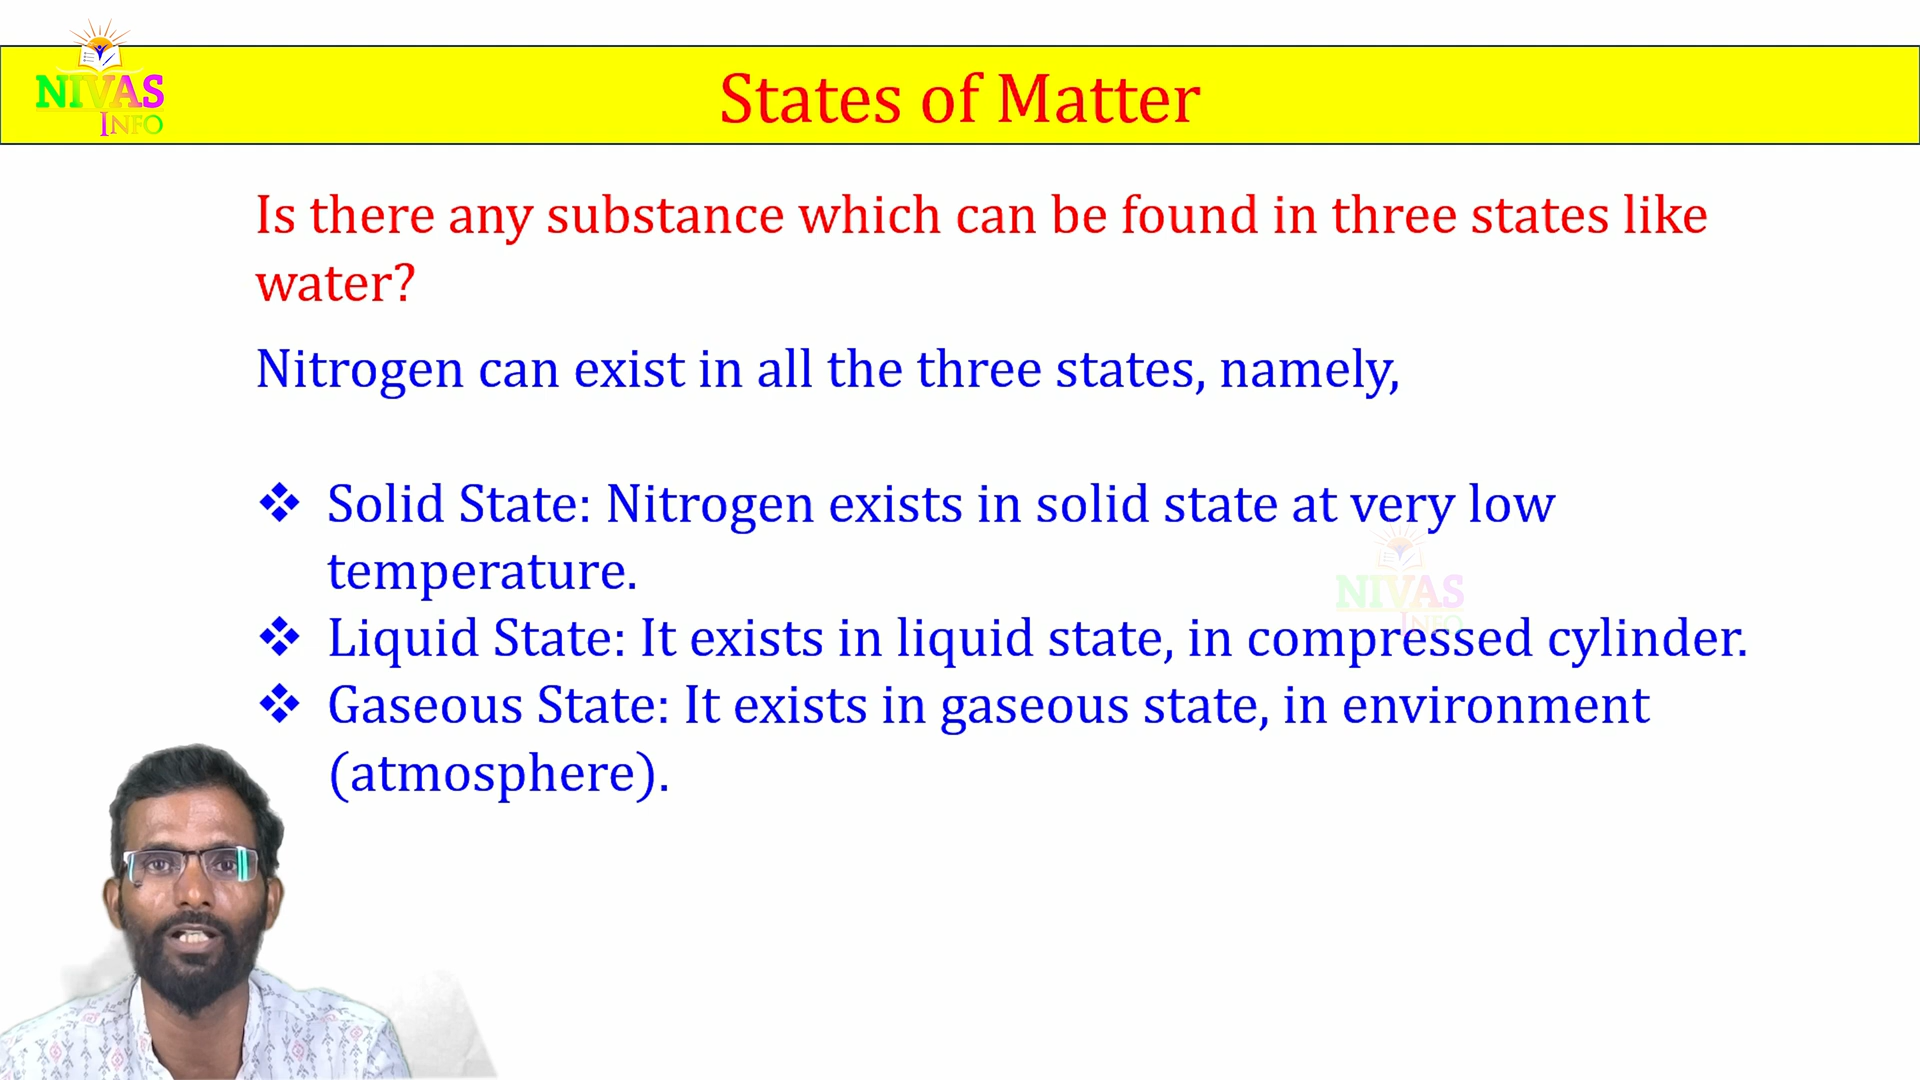 NIVAS
INFO
States of Matter
Is there any substance which can be found in three states like
water?
Nitrogen can exist in all the three states, namely,
❖ Solid State: Nitrogen exists in solid state at very low
temperature.
NIVAS
INFO
❖ Liquid State: It exists in liquid state, in compressed cylinder.
❖ Gaseous State: It exists in gaseous state, in environment
(atmosphere).